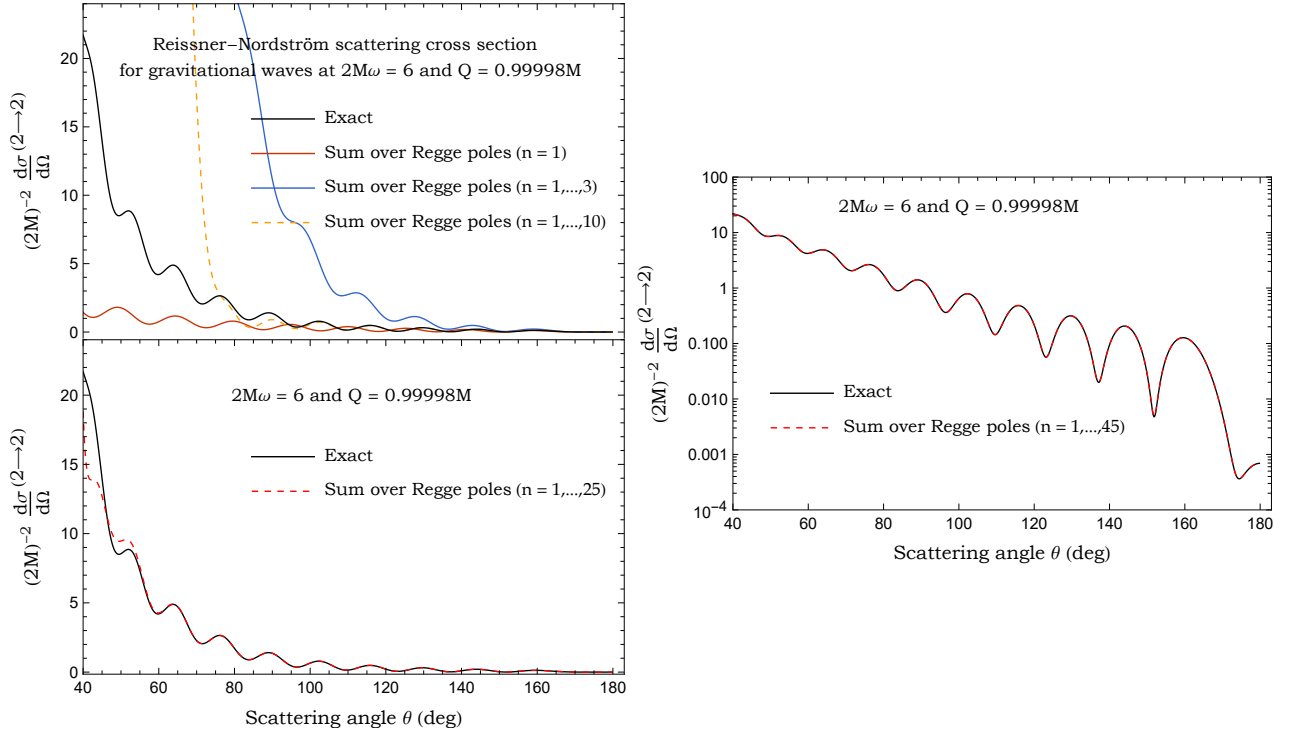 Reissner–Nordström scattering cross section
for gravitational waves at 2Mω = 6 and Q = 0.99998M
Exact
Sum over Regge poles (n = 1)
Sum over Regge poles (n = 1,...,3)
Sum over Regge poles (n = 1,...,10)
20
15
10
5
0
(2M)⁻² dσ/dΩ (2⟶2)
2Mω = 6 and Q = 0.99998M
Exact
Sum over Regge poles (n = 1,...,25)
20
15
10
5
0
(2M)⁻² dσ/dΩ (2⟶2)
40 60 80 100 120 140 160 180
Scattering angle θ (deg)
2Mω = 6 and Q = 0.99998M
Exact
Sum over Regge poles (n = 1,...,45)
100
10
1
0.100
0.010
0.001
10⁻⁴
(2M)⁻² dσ/dΩ (2⟶2)
40 60 80 100 120 140 160 180
Scattering angle θ (deg)